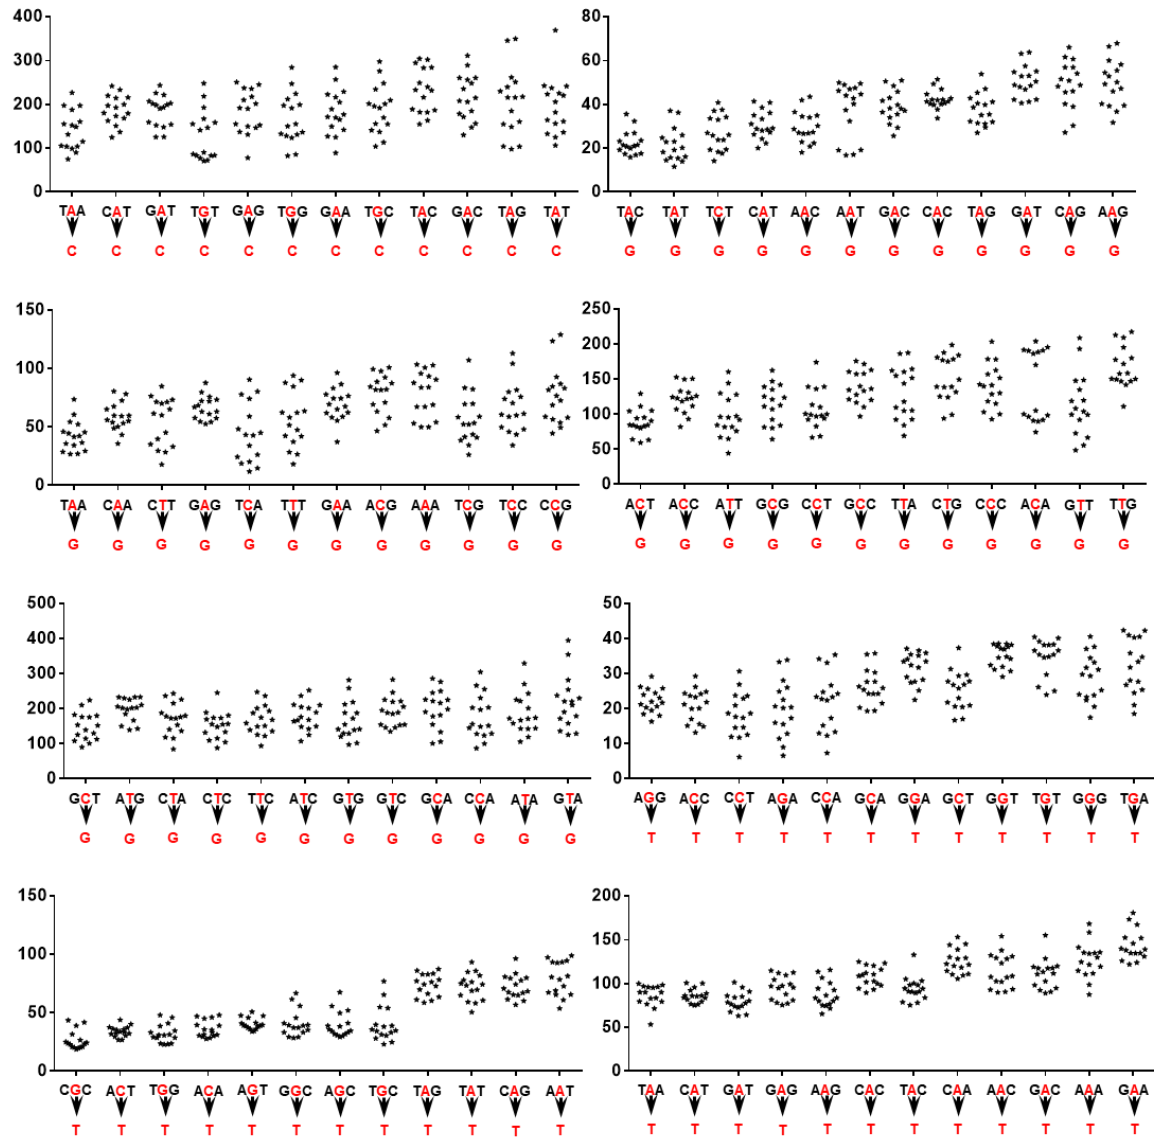 400
300
200
100
0
TAA CAT GAT TGT GAG TGG GAA TGC TAC GAC TAG TAT
C C C C C C C C C C C C
80
60
40
20
0
TAC TAT TCT CAT AAC AAT GAC CAC TAG GAT CAG AAG
G G G G G G G G G G G G
150
100
50
0
TAA CAA CTT GAG TCA TTT GAA ACG AAA TCG TCC CCG
G G G G G G G G G G G G
250
200
150
100
50
0
ACT ACC ATT GCG CCT GCC TTA CTG CCC ACA GTT TTG
G G G G G G G G G G G G
500
400
300
200
100
0
GCT ATG CTA CTC TTC ATC GTG GTC GCA CCA ATA GTA
G G G G G G G G G G G G
50
40
30
20
10
0
AGG ACC CCT AGA CCA GCA GGA GCT GGT TGT GGG TGA
T T T T T T T T T T T T
150
100
50
0
CGC ACT TGG ACA AGT GGC AGC TGC TAG TAT CAG AAT
T T T T T T T T T T T T
200
150
100
50
0
TAA CAT GAT GAG AAG CAC TAC CAA AAC GAC AAA GAA
T T T T T T T T T T T T